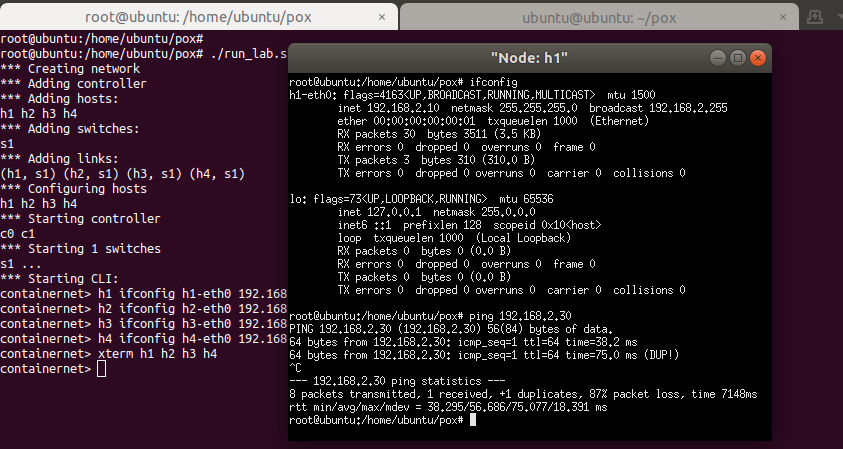 root@ubuntu: /home/ubuntu/pox ×
ubuntu@ubuntu: ~/pox ×
root@ubuntu:/home/ubuntu/pox#
root@ubuntu:/home/ubuntu/pox# ./run_lab.s
*** Creating network
*** Adding controller
*** Adding hosts:
h1 h2 h3 h4
*** Adding switches:
s1
*** Adding links:
(h1, s1) (h2, s1) (h3, s1) (h4, s1)
*** Configuring hosts
h1 h2 h3 h4
*** Starting controller
c0 c1
*** Starting 1 switches
s1 ...
*** Starting CLI:
containernet> h1 ifconfig h1-eth0 192.168
containernet> h2 ifconfig h2-eth0 192.168
containernet> h3 ifconfig h3-eth0 192.168
containernet> h4 ifconfig h4-eth0 192.168
containernet> xterm h1 h2 h3 h4
containernet>
"Node: h1"
root@ubuntu:/home/ubuntu/pox# ifconfig
h1-eth0: flags=4163<UP,BROADCAST,RUNNING,MULTICAST>  mtu 1500
inet 192.168.2.10  netmask 255.255.255.0  broadcast 192.168.2.255
ether 00:00:00:00:00:01  txqueuelen 1000  (Ethernet)
RX packets 30  bytes 3511 (3.5 KB)
RX errors 0  dropped 0  overruns 0  frame 0
TX packets 3  bytes 310 (310.0 B)
TX errors 0  dropped 0 overruns 0  carrier 0  collisions 0
lo: flags=73<UP,LOOPBACK,RUNNING>  mtu 65536
inet 127.0.0.1  netmask 255.0.0.0
inet6 ::1  prefixlen 128  scopeid 0x10<host>
loop  txqueuelen 1000  (Local Loopback)
RX packets 0  bytes 0 (0.0 B)
RX errors 0  dropped 0  overruns 0  frame 0
TX packets 0  bytes 0 (0.0 B)
TX errors 0  dropped 0 overruns 0  carrier 0  collisions 0
root@ubuntu:/home/ubuntu/pox# ping 192.168.2.30
PING 192.168.2.30 (192.168.2.30) 56(84) bytes of data.
64 bytes from 192.168.2.30: icmp_seq=1 ttl=64 time=38.2 ms
64 bytes from 192.168.2.30: icmp_seq=1 ttl=64 time=75.0 ms (DUP!)
^C
--- 192.168.2.30 ping statistics ---
8 packets transmitted, 1 received, +1 duplicates, 87% packet loss, time 7148ms
rtt min/avg/max/mdev = 38.295/56.686/75.077/18.391 ms
root@ubuntu:/home/ubuntu/pox#